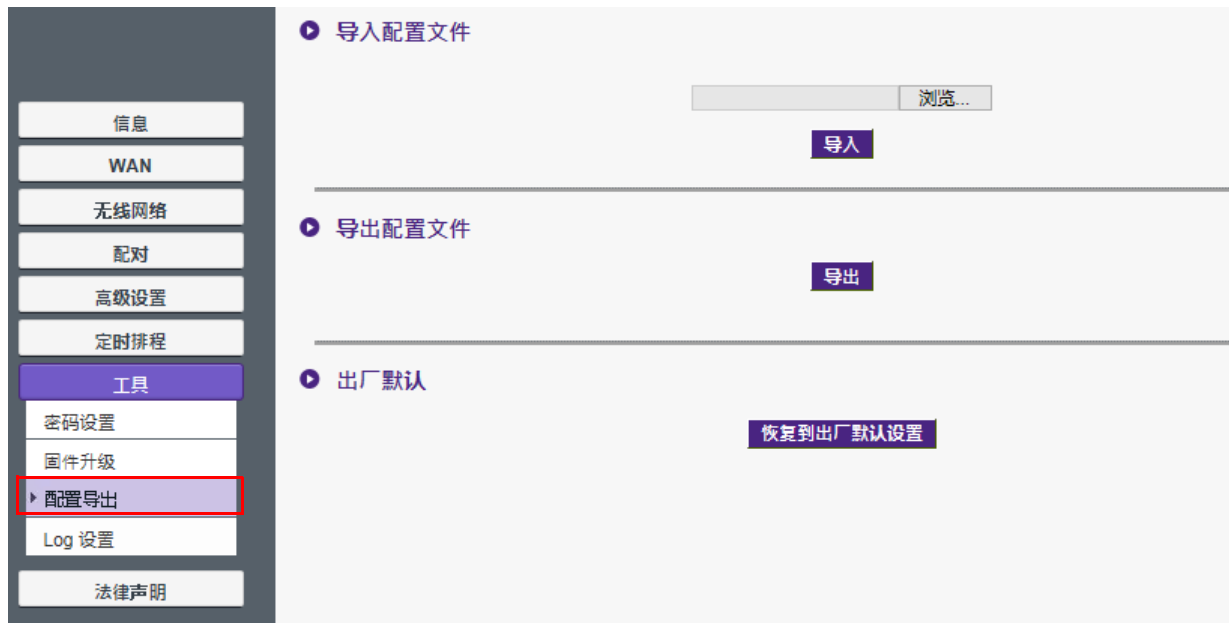 信息
WAN
无线网络
配对
高级设置
定时排程
工具
密码设置
固件升级
配置导出
Log 设置
法律声明
导入配置文件
浏览...
导入
导出配置文件
导出
出厂默认
恢复到出厂默认设置